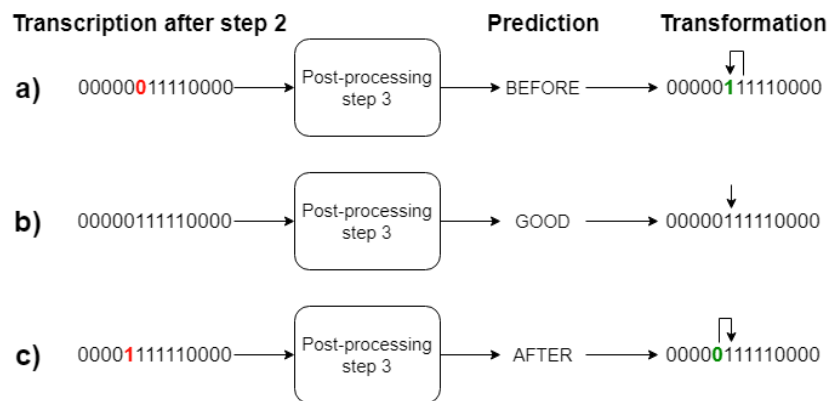 Transcription after step 2 Prediction Transformation
a) 00000011110000 Post-processing step 3 BEFORE 00000111110000
b) 00000111110000 Post-processing step 3 GOOD 00000111110000
c) 00001111110000 Post-processing step 3 AFTER 00000111110000